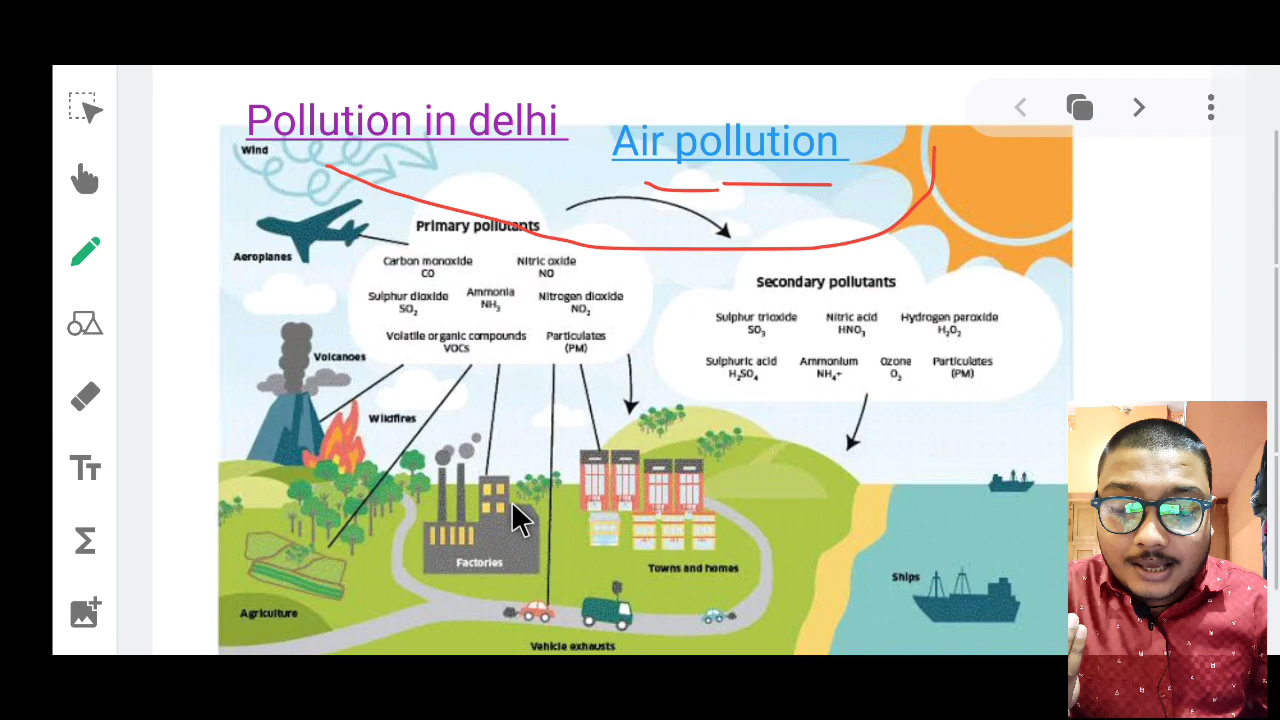 Pollution in delhi
Air pollution
Wind
Primary pollutants
Aeroplanes
Carbon monoxide
CO
Nitric oxide
NO
Sulphur dioxide
SO₂
Ammonia
NH₃
Nitrogen dioxide
NO₂
Volatile organic compounds
VOCs
Particulates
(PM)
Secondary pollutants
Sulphur trioxide
SO₃
Nitric acid
HNO₃
Hydrogen peroxide
H₂O₂
Sulphuric acid
H₂SO₄
Ammonium
NH₄+
Ozone
O₃
Particulates
(PM)
Volcanoes
Wildfires
Factories
Towns and homes
Ships
Agriculture
Vehicle exhausts
TT
Σ